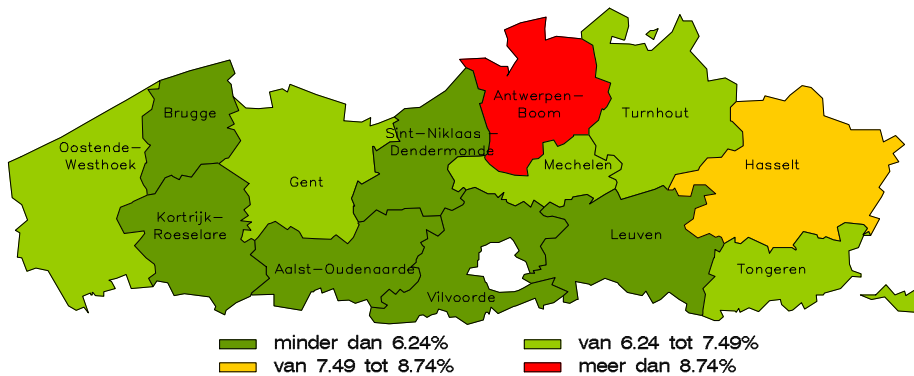 Antwerpen-
Boom
Brugge
Turnhout
Sint-Niklaas -
Dendermonde
Oostende-
Westhoek
Mechelen
Hasselt
Gent
Kortrijk-
Roeselare
Leuven
Aalst-Oudenaarde
Tongeren
Vilvoorde
minder dan 6.24%
van 6.24 tot 7.49%
van 7.49 tot 8.74%
meer dan 8.74%